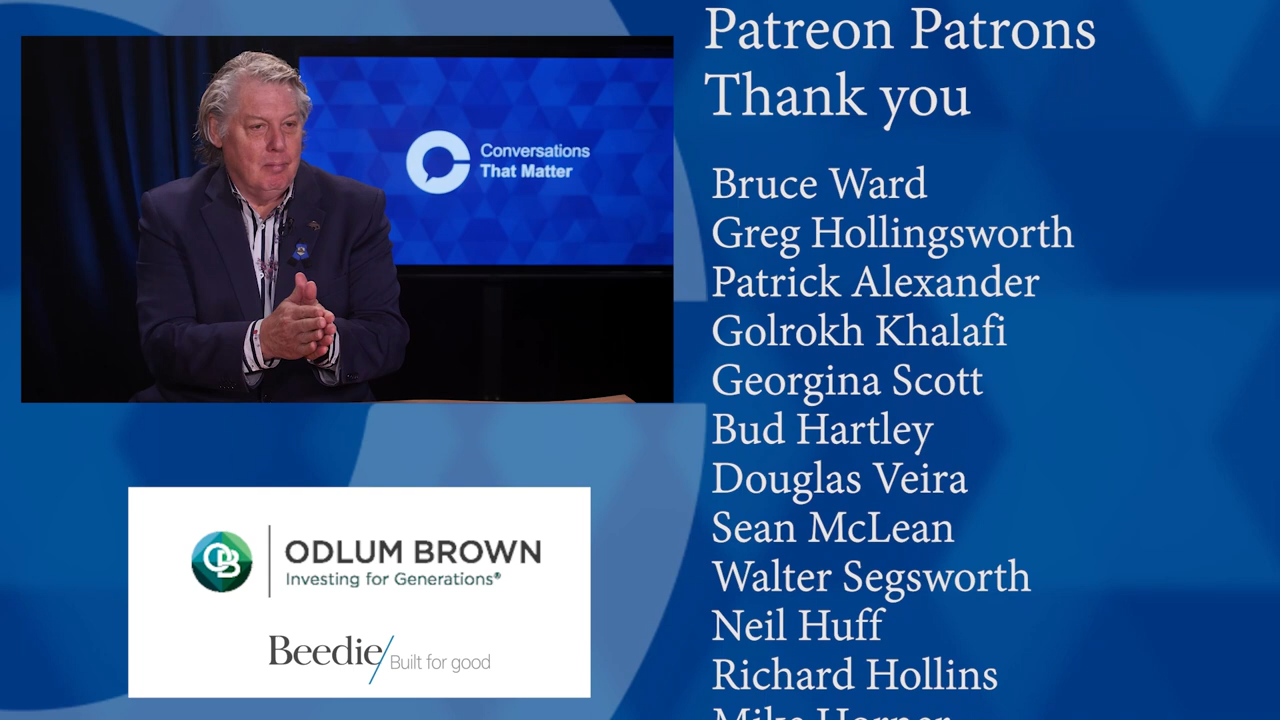 Conversations
That Matter
ODLUM BROWN
Investing for Generations®
Beedie/ Built for good
Patreon Patrons
Thank you
Bruce Ward
Greg Hollingsworth
Patrick Alexander
Golrokh Khalafi
Georgina Scott
Bud Hartley
Douglas Veira
Sean McLean
Walter Segsworth
Neil Huff
Richard Hollins
Mike Horner